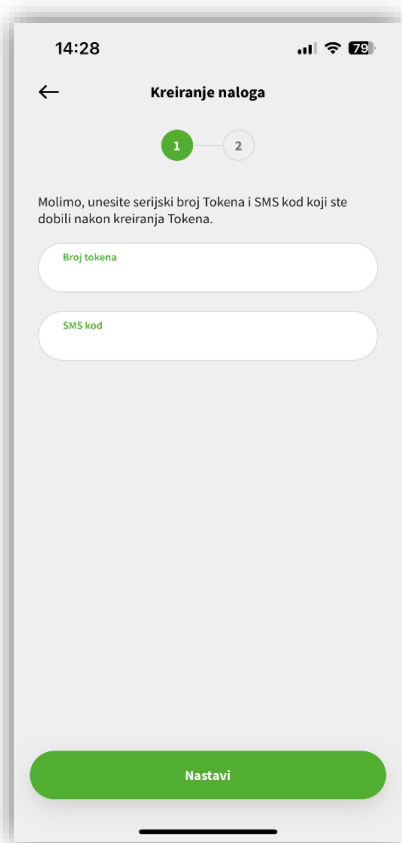 14:28
79
Kreiranje naloga
1
2
Molimo, unesite serijski broj Tokena i SMS kod koji ste
dobili nakon kreiranja Tokena.
Broj tokena
SMS kod
Nastavi